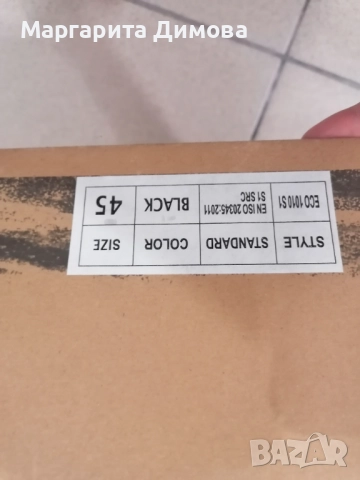 Маргарита Димова
STYLE STANDARD COLOR SIZE
ECO 1010 S1 EN ISO 20345:2011 BLACK 45
S1 SRC
BAZAR